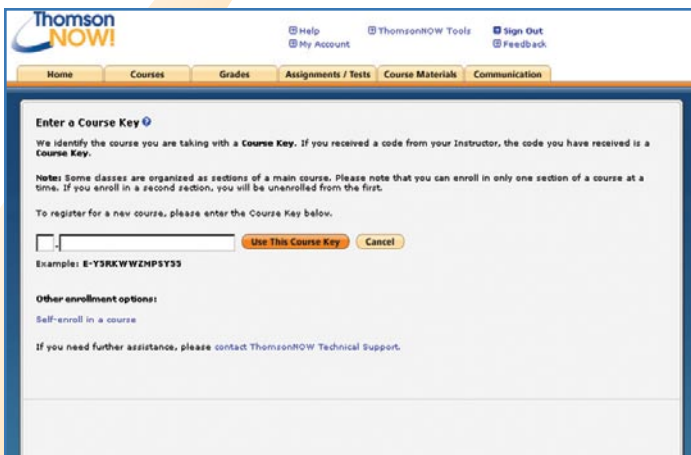 Thomson
NOW!
Help ThomsonNOW Tools Sign Out
My Account Feedback
Home Courses Grades Assignments / Tests Course Materials Communication
Enter a Course Key ?
We identify the course you are taking with a Course Key. If you received a code from your Instructor, the code you have received is a
Course Key.
Note: Some classes are organized as sections of a main course. Please note that you can enroll in only one section of a course at a
time. If you enroll in a second section, you will be unenrolled from the first.
To register for a new course, please enter the Course Key below.
- Use This Course Key Cancel
Example: E-Y5RKWWZMPSY55
Other enrollment options:
Self-enroll in a course
If you need further assistance, please contact ThomsonNOW Technical Support.